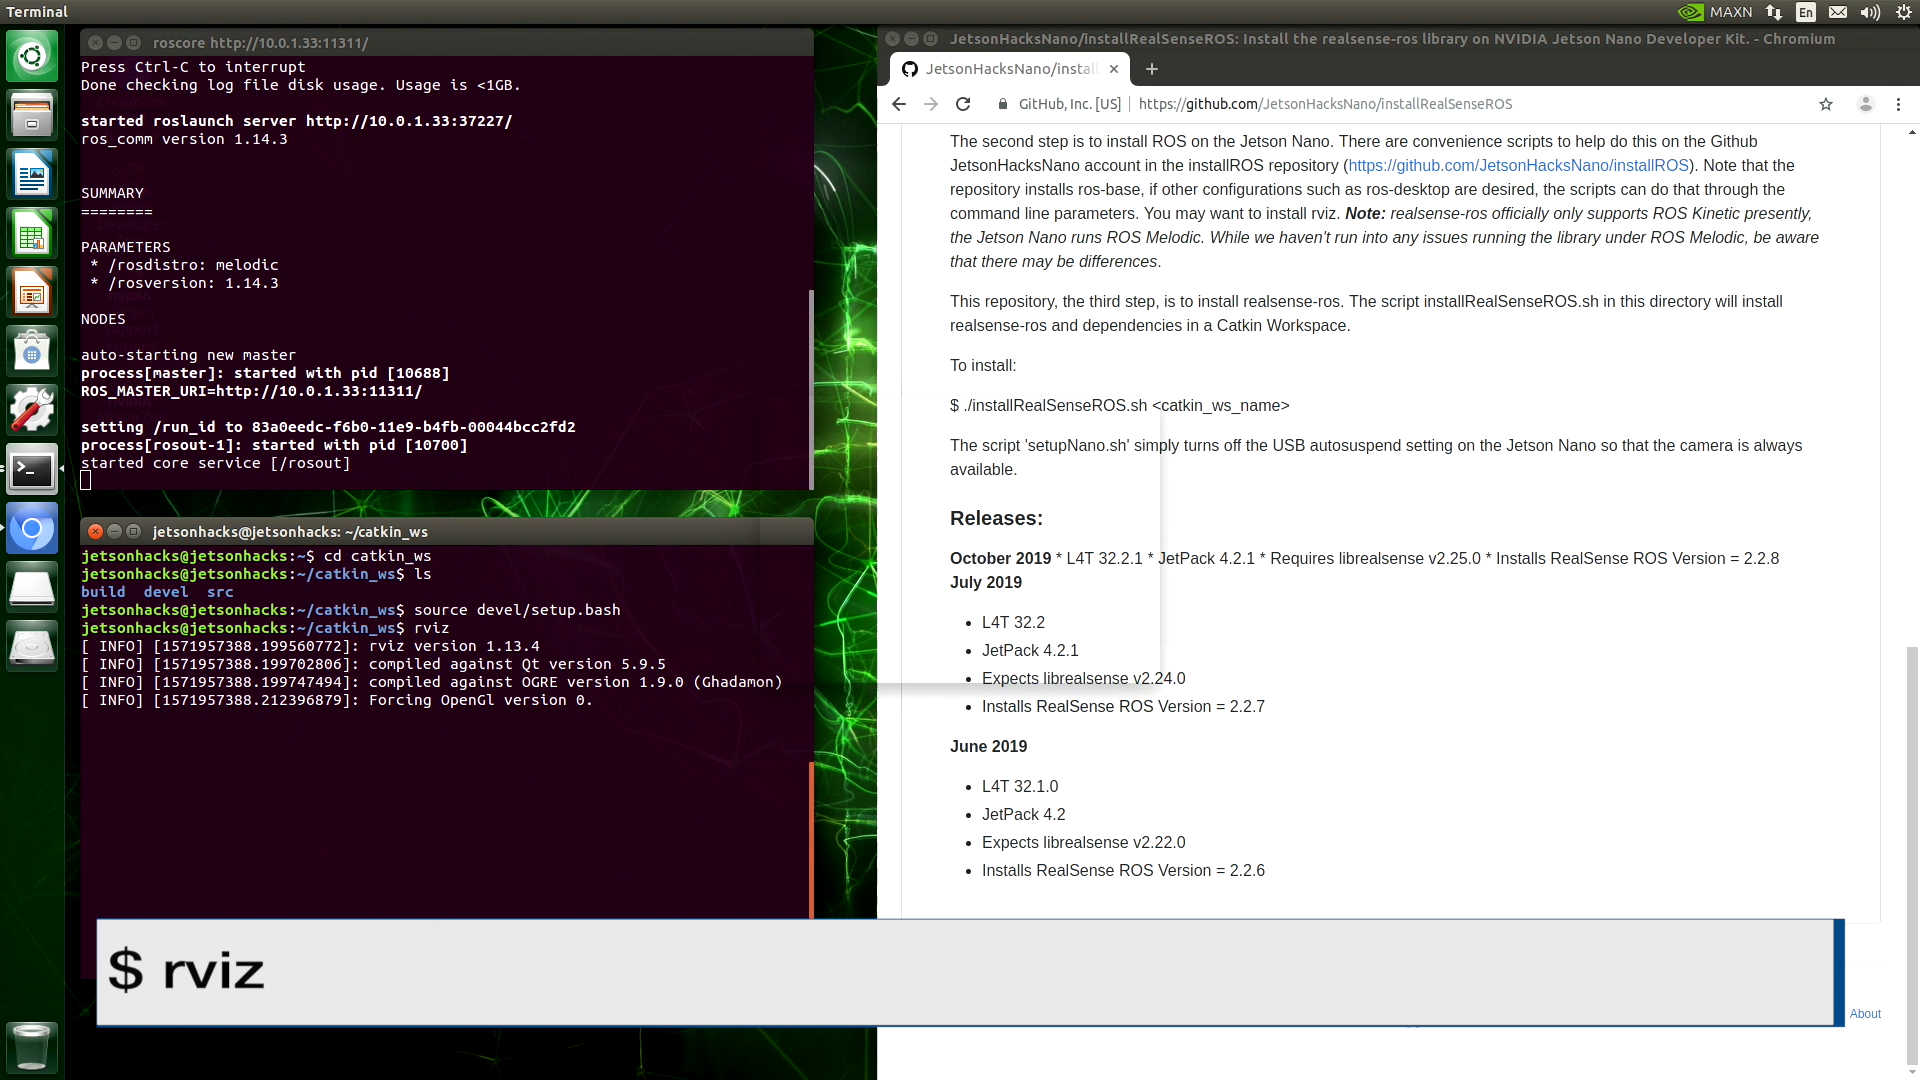 Terminal
MAXN
En
roscore http://10.0.1.33:11311/
Press Ctrl-C to interrupt
Done checking log file disk usage. Usage is <1GB.
started roslaunch server http://10.0.1.33:37227/
ros_comm version 1.14.3
SUMMARY
========
PARAMETERS
* /rosdistro: melodic
* /rosversion: 1.14.3
NODES
auto-starting new master
process[master]: started with pid [10688]
ROS_MASTER_URI=http://10.0.1.33:11311/
setting /run_id to 83a0eedc-f6b0-11e9-b4fb-00044bcc2fd2
process[rosout-1]: started with pid [10700]
started core service [/rosout]
jetsonhacks@jetsonhacks: ~/catkin_ws
jetsonhacks@jetsonhacks:~$ cd catkin_ws
jetsonhacks@jetsonhacks:~/catkin_ws$ ls
build devel src
jetsonhacks@jetsonhacks:~/catkin_ws$ source devel/setup.bash
jetsonhacks@jetsonhacks:~/catkin_ws$ rviz
[ INFO] [1571957388.199560772]: rviz version 1.13.4
[ INFO] [1571957388.199702806]: compiled against Qt version 5.9.5
[ INFO] [1571957388.199747494]: compiled against OGRE version 1.9.0 (Ghadamon)
[ INFO] [1571957388.212396879]: Forcing OpenGl version 0.
JetsonHacksNano/installRealSenseROS: Install the realsense-ros library on NVIDIA Jetson Nano Developer Kit. - Chromium
JetsonHacksNano/instal
GitHub, Inc. [US] | https://github.com/JetsonHacksNano/installRealSenseROS
The second step is to install ROS on the Jetson Nano. There are convenience scripts to help do this on the Github
JetsonHacksNano account in the installROS repository (https://github.com/JetsonHacksNano/installROS). Note that the
repository installs ros-base, if other configurations such as ros-desktop are desired, the scripts can do that through the
command line parameters. You may want to install rviz. Note: realsense-ros officially only supports ROS Kinetic presently,
the Jetson Nano runs ROS Melodic. While we haven't run into any issues running the library under ROS Melodic, be aware
that there may be differences.
This repository, the third step, is to install realsense-ros. The script installRealSenseROS.sh in this directory will install
realsense-ros and dependencies in a Catkin Workspace.
To install:
$ ./installRealSenseROS.sh <catkin_ws_name>
The script 'setupNano.sh' simply turns off the USB autosuspend setting on the Jetson Nano so that the camera is always
available.
Releases:
October 2019 * L4T 32.2.1 * JetPack 4.2.1 * Requires librealsense v2.25.0 * Installs RealSense ROS Version = 2.2.8
July 2019
• L4T 32.2
• JetPack 4.2.1
• Expects librealsense v2.24.0
• Installs RealSense ROS Version = 2.2.7
June 2019
• L4T 32.1.0
• JetPack 4.2
• Expects librealsense v2.22.0
• Installs RealSense ROS Version = 2.2.6
$ rviz
About